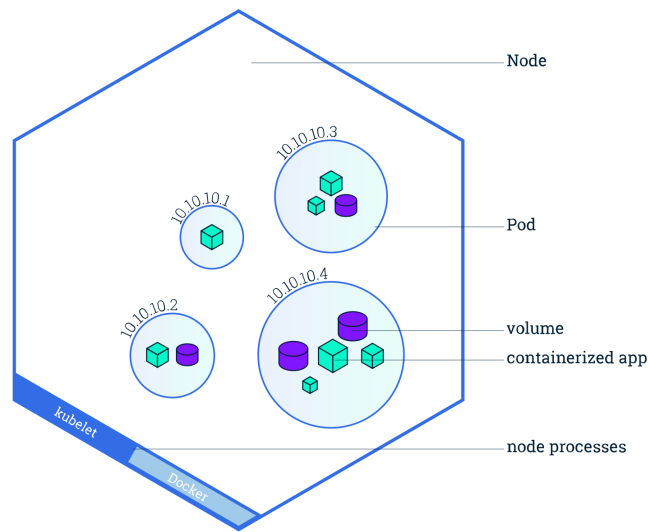 Node
10.10.10.3
10.10.10.1
Pod
10.10.10.4
10.10.10.2
volume
containerized app
kubelet
node processes
Docker